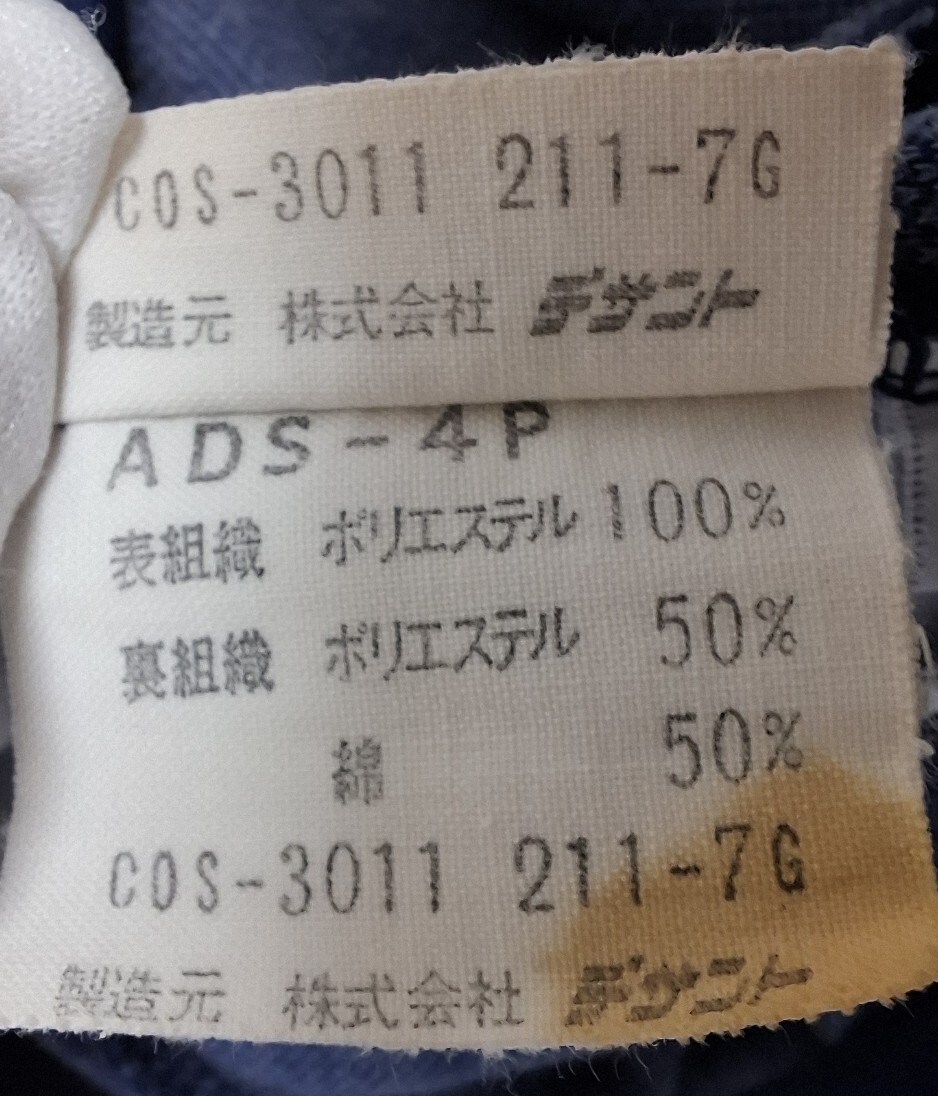 COS-3011 211-7G
製造元 株式会社 デサント
ADS-4P
表組織 ポリエステル 100%
裏組織 ポリエステル 50%
綿 50%
COS-3011 211-7G
製造元 株式会社 デサント